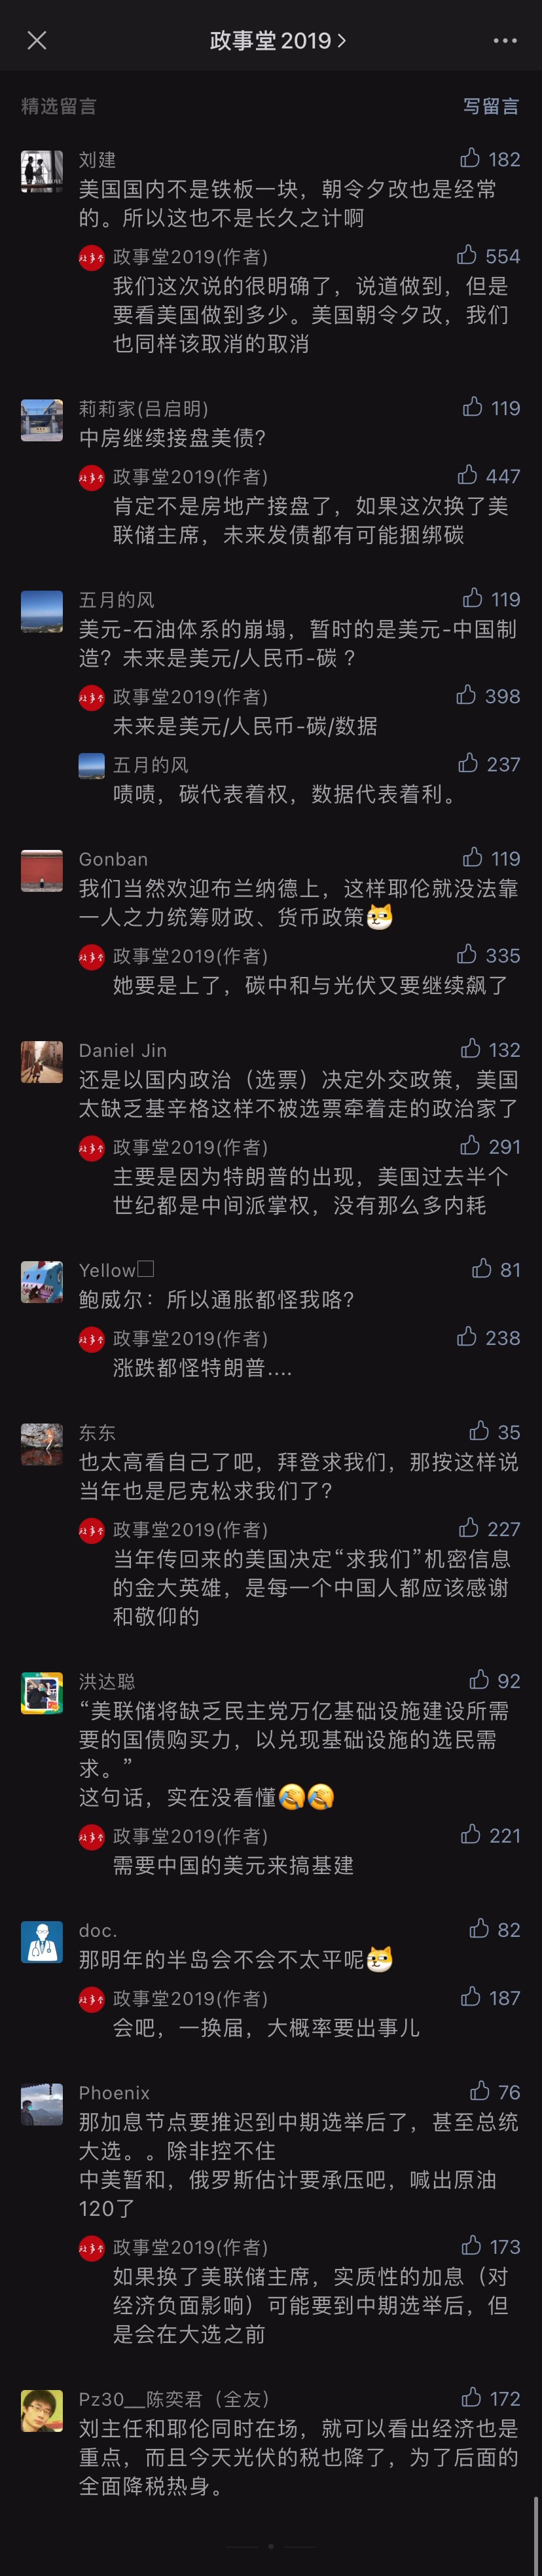 政事堂2019
精选留言
写留言
刘建
182
美国国内不是铁板一块，朝令夕改也是经常
的。所以这也不是长久之计啊
政事堂2019(作者)
554
我们这次说的很明确了，说道做到，但是
要看美国做到多少。美国朝令夕改，我们
也同样该取消的取消
莉莉家(吕启明)
119
中房继续接盘美债?
政事堂2019(作者)
447
肯定不是房地产接盘了，如果这次换了美
联储主席，未来发债都有可能捆绑碳
五月的风
119
美元-石油体系的崩塌，暂时的是美元-中国制
造？未来是美元/人民币-碳？
政事堂2019(作者)
398
未来是美元/人民币-碳/数据
五月的风
237
啧啧，碳代表着权，数据代表着利。
Gonban
119
我们当然欢迎布兰纳德上，这样耶伦就没法靠
一人之力统筹财政、货币政策
政事堂2019(作者)
335
她要是上了，碳中和与光伏又要继续飙了
Daniel Jin
132
还是以国内政治（选票）决定外交政策，美国
太缺乏基辛格这样不被选票牵着走的政治家了
政事堂2019(作者)
291
主要是因为特朗普的出现，美国过去半个
世纪都是中间派掌权，没有那么多内耗
Yellow
81
鲍威尔：所以通胀都怪我咯?
政事堂2019(作者)
238
涨跌都怪特朗普....
东东
35
也太高看自己了吧，拜登求我们，那按这样说
当年也是尼克松求我们了?
政事堂2019(作者)
227
当年传回来的美国决定“求我们”机密信息
的金大英雄，是每一个中国人都应该感谢
和敬仰的
洪达聪
92
“美联储将缺乏民主党万亿基础设施建设所需
要的国债购买力，以兑现基础设施的选民需
求。”
这句话，实在没看懂
政事堂2019(作者)
221
需要中国的美元来搞基建
doc.
82
那明年的半岛会不会不太平呢
政事堂2019(作者)
187
会吧，一换届，大概率要出事儿
Phoenix
76
那加息节点要推迟到中期选举后了，甚至总统
大选。。除非控不住
中美暂和，俄罗斯估计要承压吧，喊出原油
120了
政事堂2019(作者)
173
如果换了美联储主席，实质性的加息（对
经济负面影响）可能要到中期选举后，但
是会在大选之前
Pz30__陈奕君（全友）
172
刘主任和耶伦同时在场，就可以看出经济也是
重点，而且今天光伏的税也降了，为了后面的
全面降税热身。